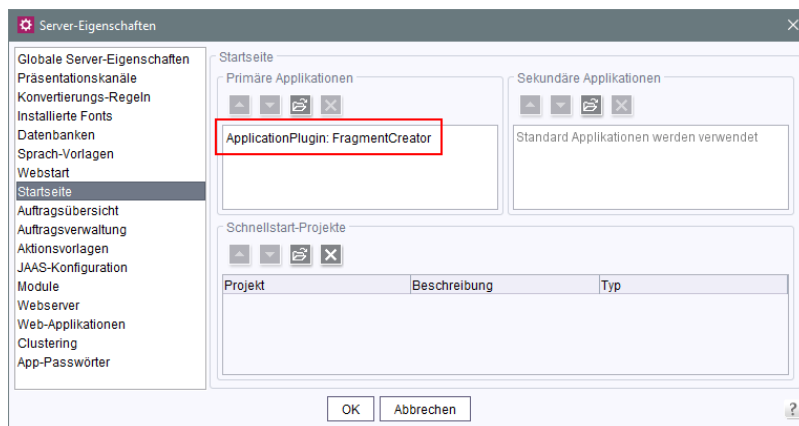 Server-Eigenschaften
Globale Server-Eigenschaften
Präsentationskanäle
Konvertierungs-Regeln
Installierte Fonts
Datenbanken
Sprach-Vorlagen
Webstart
Startseite
Auftragsübersicht
Auftragsverwaltung
Aktionsvorlagen
JAAS-Konfiguration
Module
Webserver
Web-Applikationen
Clustering
App-Passwörter
Startseite
Primäre Applikationen
ApplicationPlugin: FragmentCreator
Sekundäre Applikationen
Standard Applikationen werden verwendet
Schnellstart-Projekte
Projekt Beschreibung Typ
OK Abbrechen ?